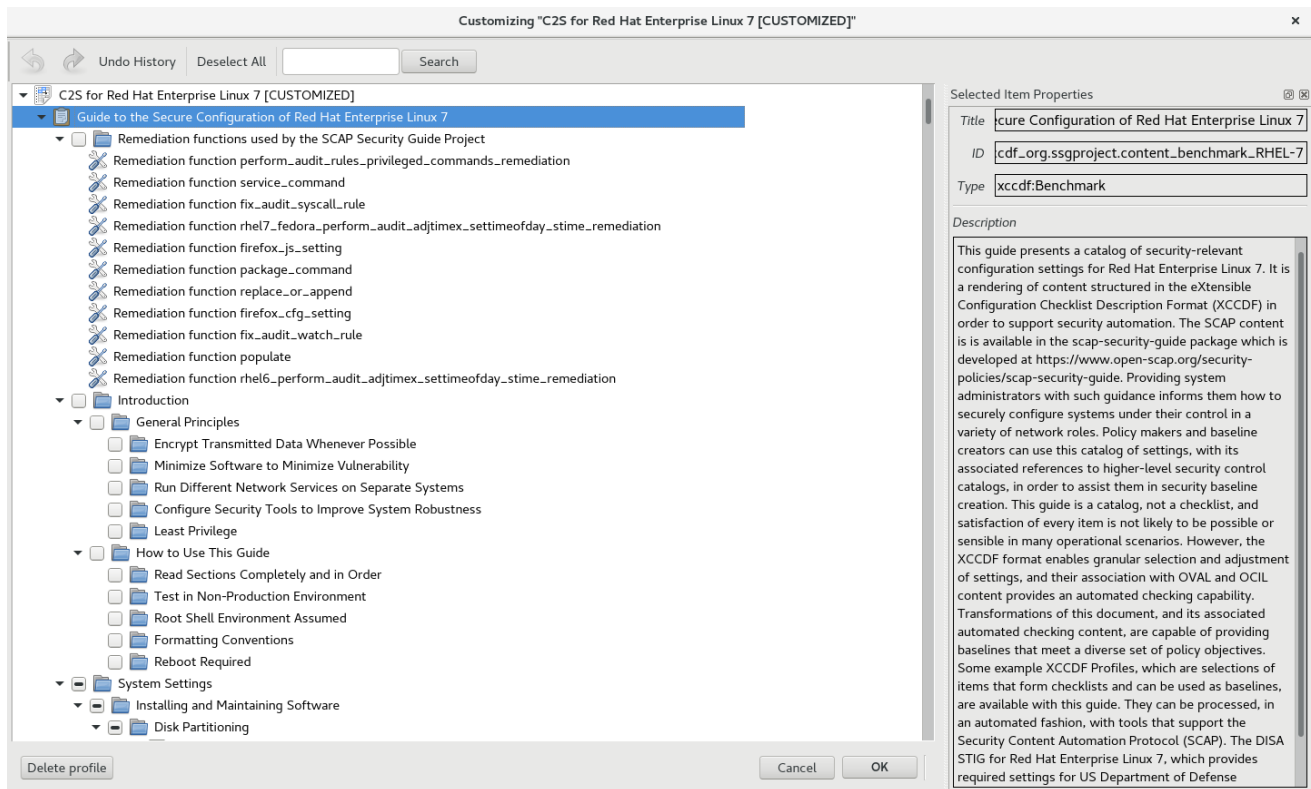 Customizing "C2S for Red Hat Enterprise Linux 7 [CUSTOMIZED]"
Undo History
Deselect All
Search
C2S for Red Hat Enterprise Linux 7 [CUSTOMIZED]
Guide to the Secure Configuration of Red Hat Enterprise Linux 7
Remediation functions used by the SCAP Security Guide Project
Remediation function perform_audit_rules_privileged_commands_remediation
Remediation function service_command
Remediation function fix_audit_syscall_rule
Remediation function rhel7_fedora_perform_audit_adjtimex_settimeofday_stime_remediation
Remediation function firefox_js_setting
Remediation function package_command
Remediation function replace_or_append
Remediation function firefox_cfg_setting
Remediation function fix_audit_watch_rule
Remediation function populate
Remediation function rhel6_perform_audit_adjtimex_settimeofday_stime_remediation
Introduction
General Principles
Encrypt Transmitted Data Whenever Possible
Minimize Software to Minimize Vulnerability
Run Different Network Services on Separate Systems
Configure Security Tools to Improve System Robustness
Least Privilege
How to Use This Guide
Read Sections Completely and in Order
Test in Non-Production Environment
Root Shell Environment Assumed
Formatting Conventions
Reboot Required
System Settings
Installing and Maintaining Software
Disk Partitioning
Delete profile
Cancel
OK
Selected Item Properties
Title
cure Configuration of Red Hat Enterprise Linux 7
ID
ccdf_org.ssgproject.content_benchmark_RHEL-7
Type
xccdf:Benchmark
Description
This guide presents a catalog of security-relevant
configuration settings for Red Hat Enterprise Linux 7. It is
a rendering of content structured in the eXtensible
Configuration Checklist Description Format (XCCDF) in
order to support security automation. The SCAP content
is is available in the scap-security-guide package which is
developed at https://www.open-scap.org/security-
policies/scap-security-guide. Providing system
administrators with such guidance informs them how to
securely configure systems under their control in a
variety of network roles. Policy makers and baseline
creators can use this catalog of settings, with its
associated references to higher-level security control
catalogs, in order to assist them in security baseline
creation. This guide is a catalog, not a checklist, and
satisfaction of every item is not likely to be possible or
sensible in many operational scenarios. However, the
XCCDF format enables granular selection and adjustment
of settings, and their association with OVAL and OCIL
content provides an automated checking capability.
Transformations of this document, and its associated
automated checking content, are capable of providing
baselines that meet a diverse set of policy objectives.
Some example XCCDF Profiles, which are selections of
items that form checklists and can be used as baselines,
are available with this guide. They can be processed, in
an automated fashion, with tools that support the
Security Content Automation Protocol (SCAP). The DISA
STIG for Red Hat Enterprise Linux 7, which provides
required settings for US Department of Defense